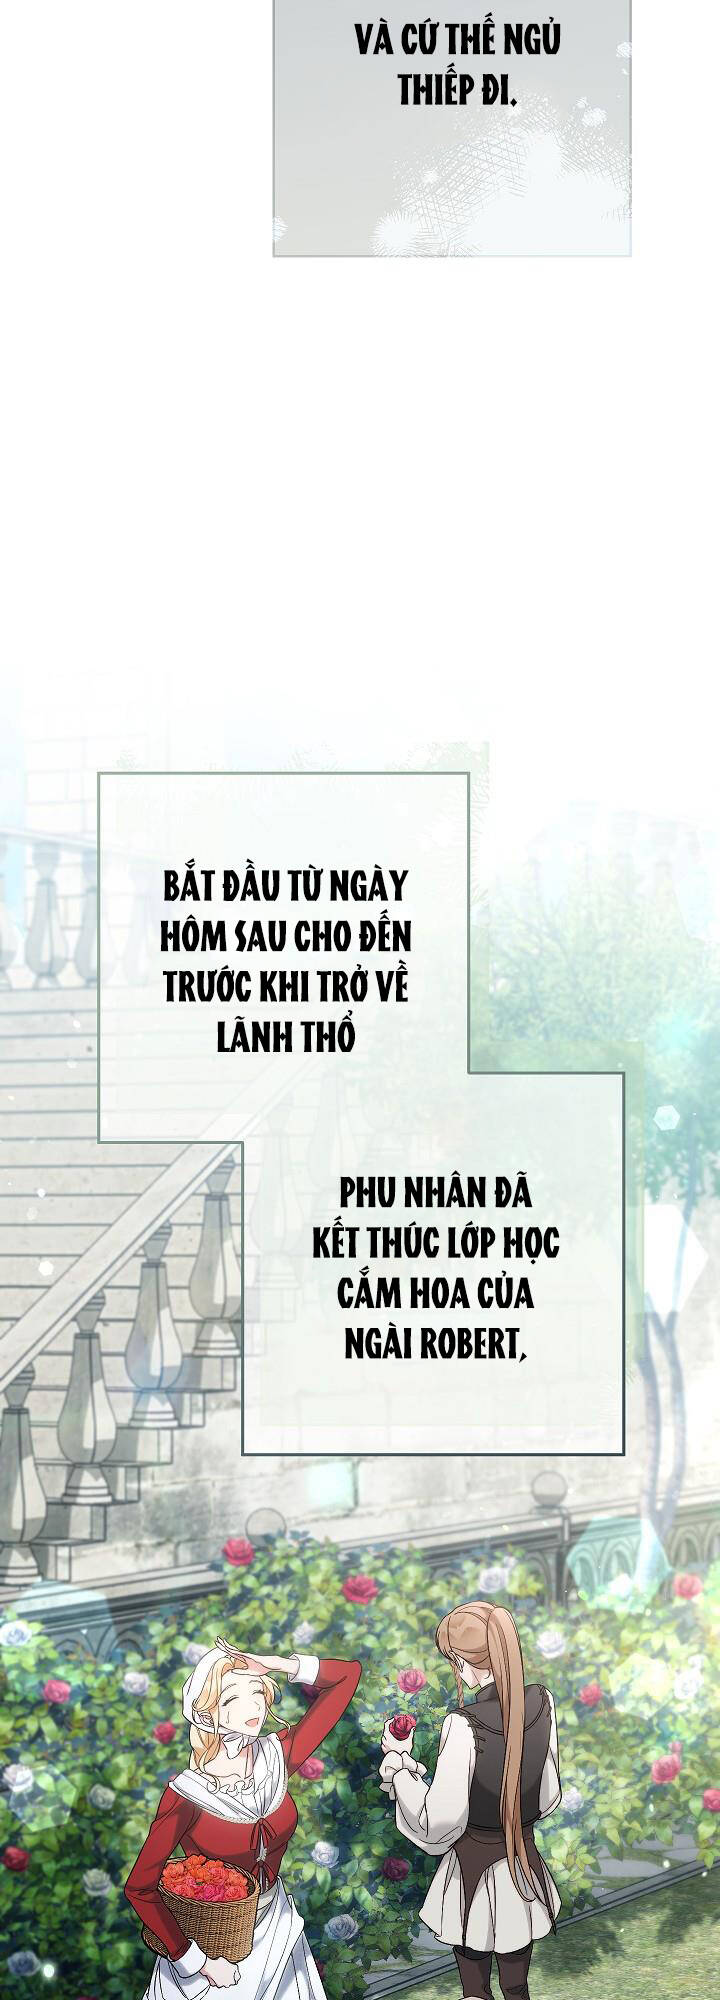 VÀ CỨ THẾ NGỦ
THIẾP ĐI.
BẮT ĐẦU TỪ NGÀY
HÔM SAU CHO ĐẾN
TRƯỚC KHI TRỞ VỀ
LÃNH THỔ
PHU NHÂN ĐÃ
KẾT THÚC LỚP HỌC
CẮM HOA CỦA
NGÀI ROBERT,